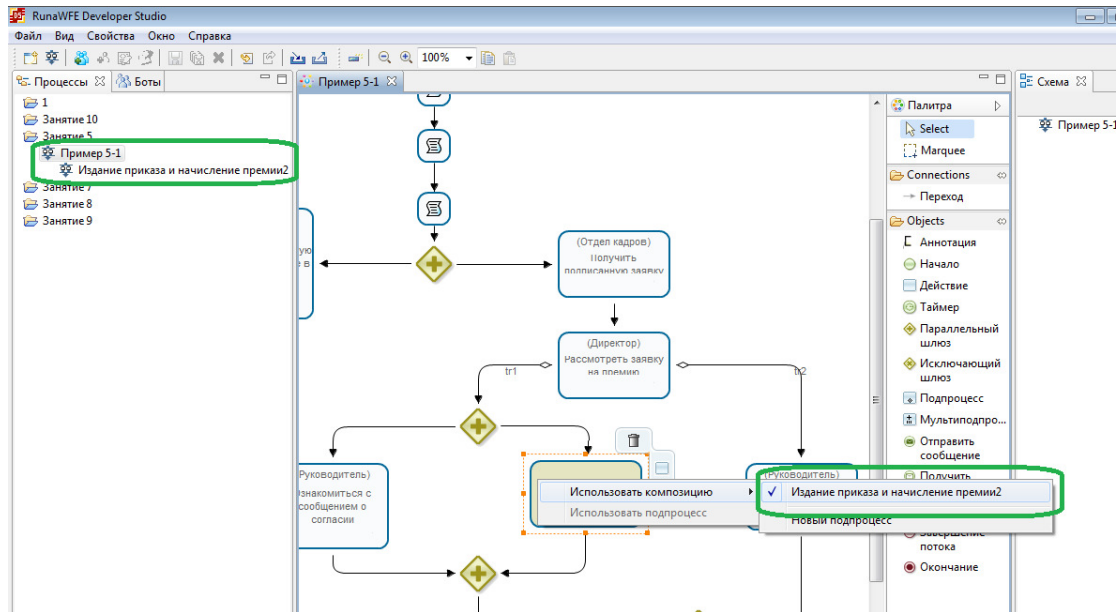 RunaWFE Developer Studio
Файл Вид Свойства Окно Справка
100%
Процессы
Боты
1
Занятие 10
Занятие 5
Пример 5-1
Издание приказа и начисление премии2
Занятие 7
Занятие 8
Занятие 9
Пример 5-1
(Отдел кадров)
Получить
подписанную заявку
(Директор)
Рассмотреть заявку
на премию
tr1
tr2
Руководитель)
Ознакомиться с
сообщением о
согласии
(Руководитель)
Использовать композицию
Использовать подпроцесс
Издание приказа и начисление премии2
Новый подпроцесс
Палитра
Select
Marquee
Connections
Переход
Objects
Аннотация
Начало
Действие
Таймер
Параллельный
шлюз
Исключающий
шлюз
Подпроцесс
Мультиподпро...
Отправить
сообщение
Получить
Завершение
потока
Окончание
Схема
Пример 5-1